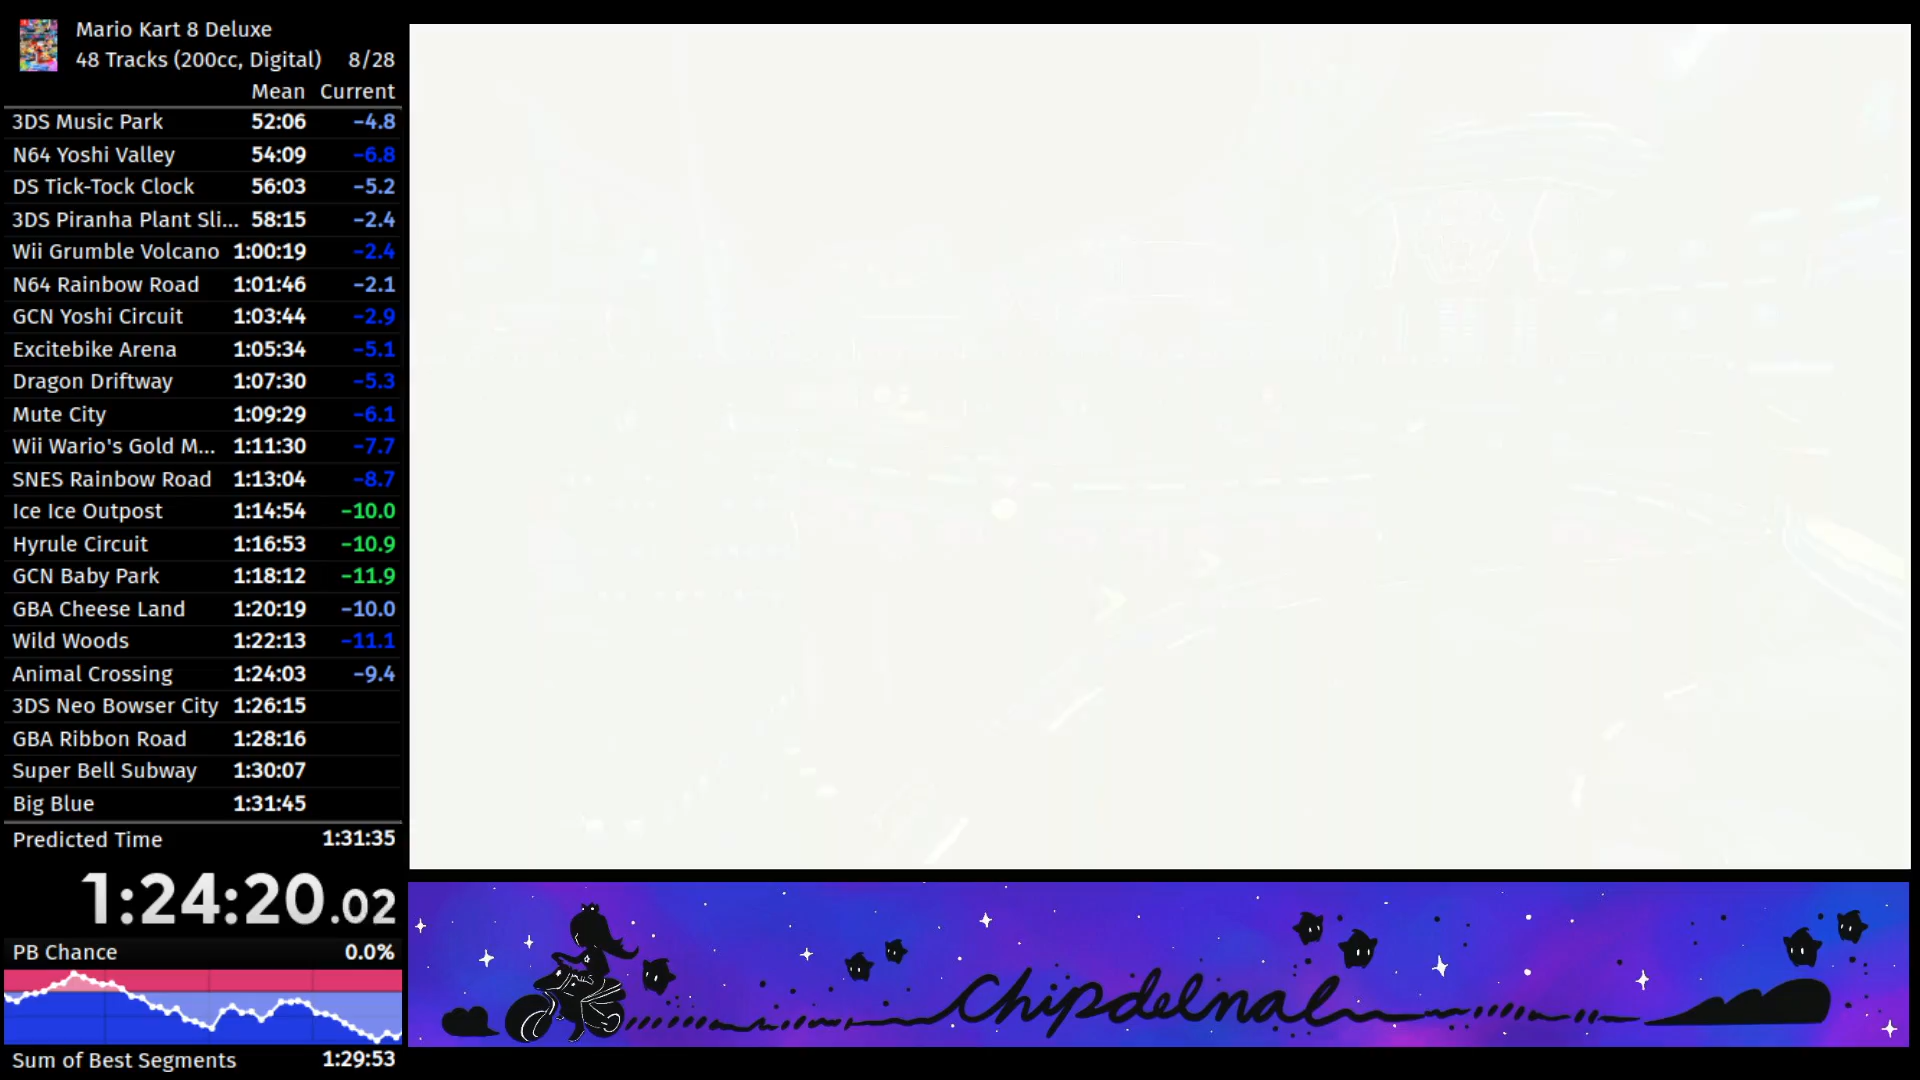 Mario Kart 8 Deluxe
48 Tracks (200cc, Digital) 8/28
Mean Current
3DS Music Park 52:06 −4.8
N64 Yoshi Valley 54:09 −6.8
DS Tick-Tock Clock 56:03 −5.2
3DS Piranha Plant Sli... 58:15 −2.4
Wii Grumble Volcano 1:00:19 −2.4
N64 Rainbow Road 1:01:46 −2.1
GCN Yoshi Circuit 1:03:44 −2.9
Excitebike Arena 1:05:34 −5.1
Dragon Driftway 1:07:30 −5.3
Mute City 1:09:29 −6.1
Wii Wario's Gold M... 1:11:30 −7.7
SNES Rainbow Road 1:13:04 −8.7
Ice Ice Outpost 1:14:54 −10.0
Hyrule Circuit 1:16:53 −10.9
GCN Baby Park 1:18:12 −11.9
GBA Cheese Land 1:20:19 −10.0
Wild Woods 1:22:13 −11.1
Animal Crossing 1:24:03 −9.4
3DS Neo Bowser City 1:26:15
GBA Ribbon Road 1:28:16
Super Bell Subway 1:30:07
Big Blue 1:31:45
Predicted Time 1:31:35
1:24:20.02
PB Chance 0.0%
Sum of Best Segments 1:29:53
Chipdelnal